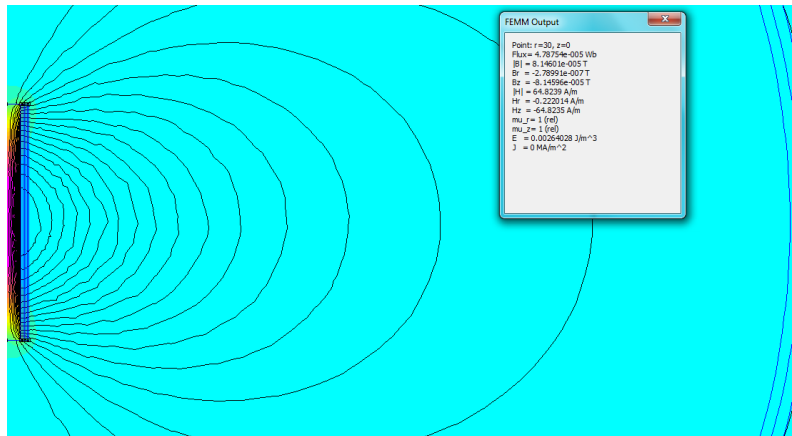 FEMM Output
Point: r=30, z=0
Flux= 4.78754e-005 Wb
|B| = 8.14601e-005 T
Br = -2.78991e-007 T
Bz = -8.14596e-005 T
|H| = 64.8239 A/m
Hr = -0.222014 A/m
Hz = -64.8235 A/m
mu_r= 1 (rel)
mu_z= 1 (rel)
E = 0.00264028 J/m^3
J = 0 MA/m^2